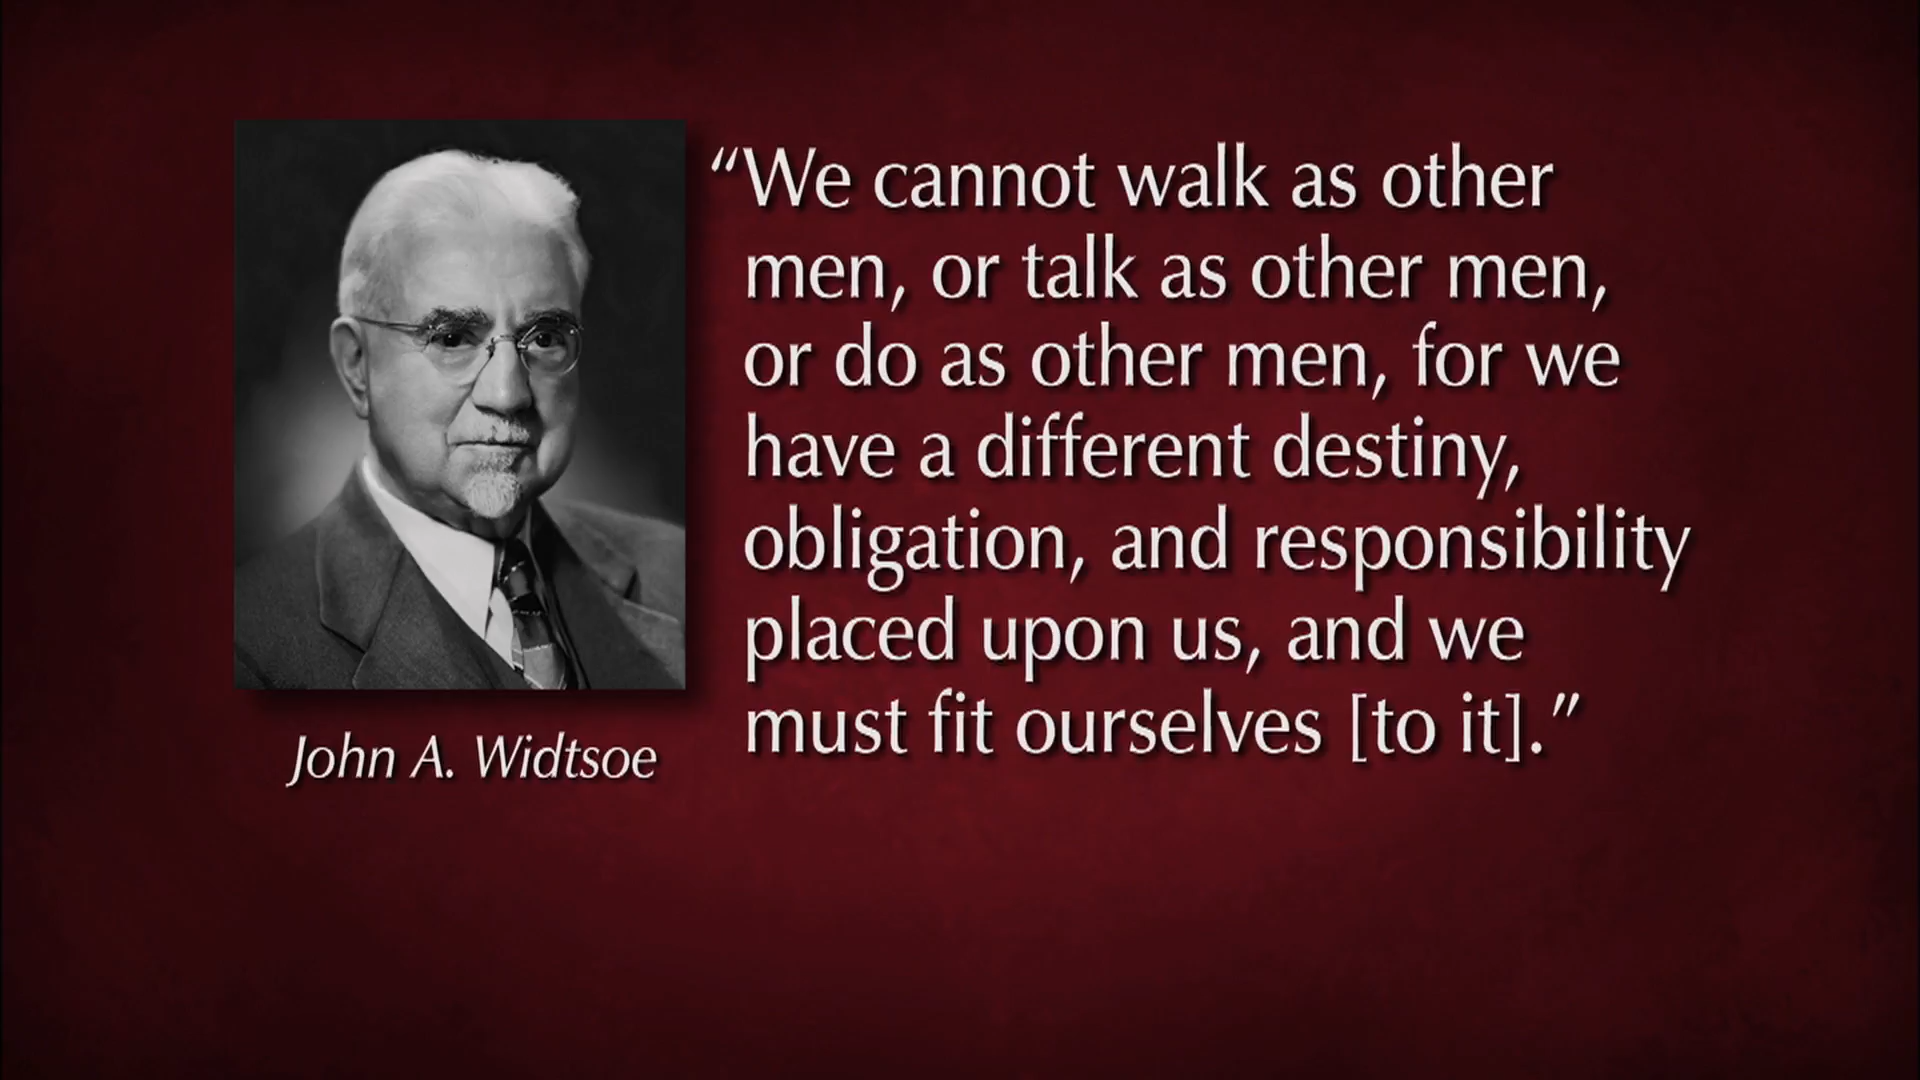 “We cannot walk as other
men, or talk as other men,
or do as other men, for we
have a different destiny,
obligation, and responsibility
placed upon us, and we
must fit ourselves [to it].”
John A. Widtsoe